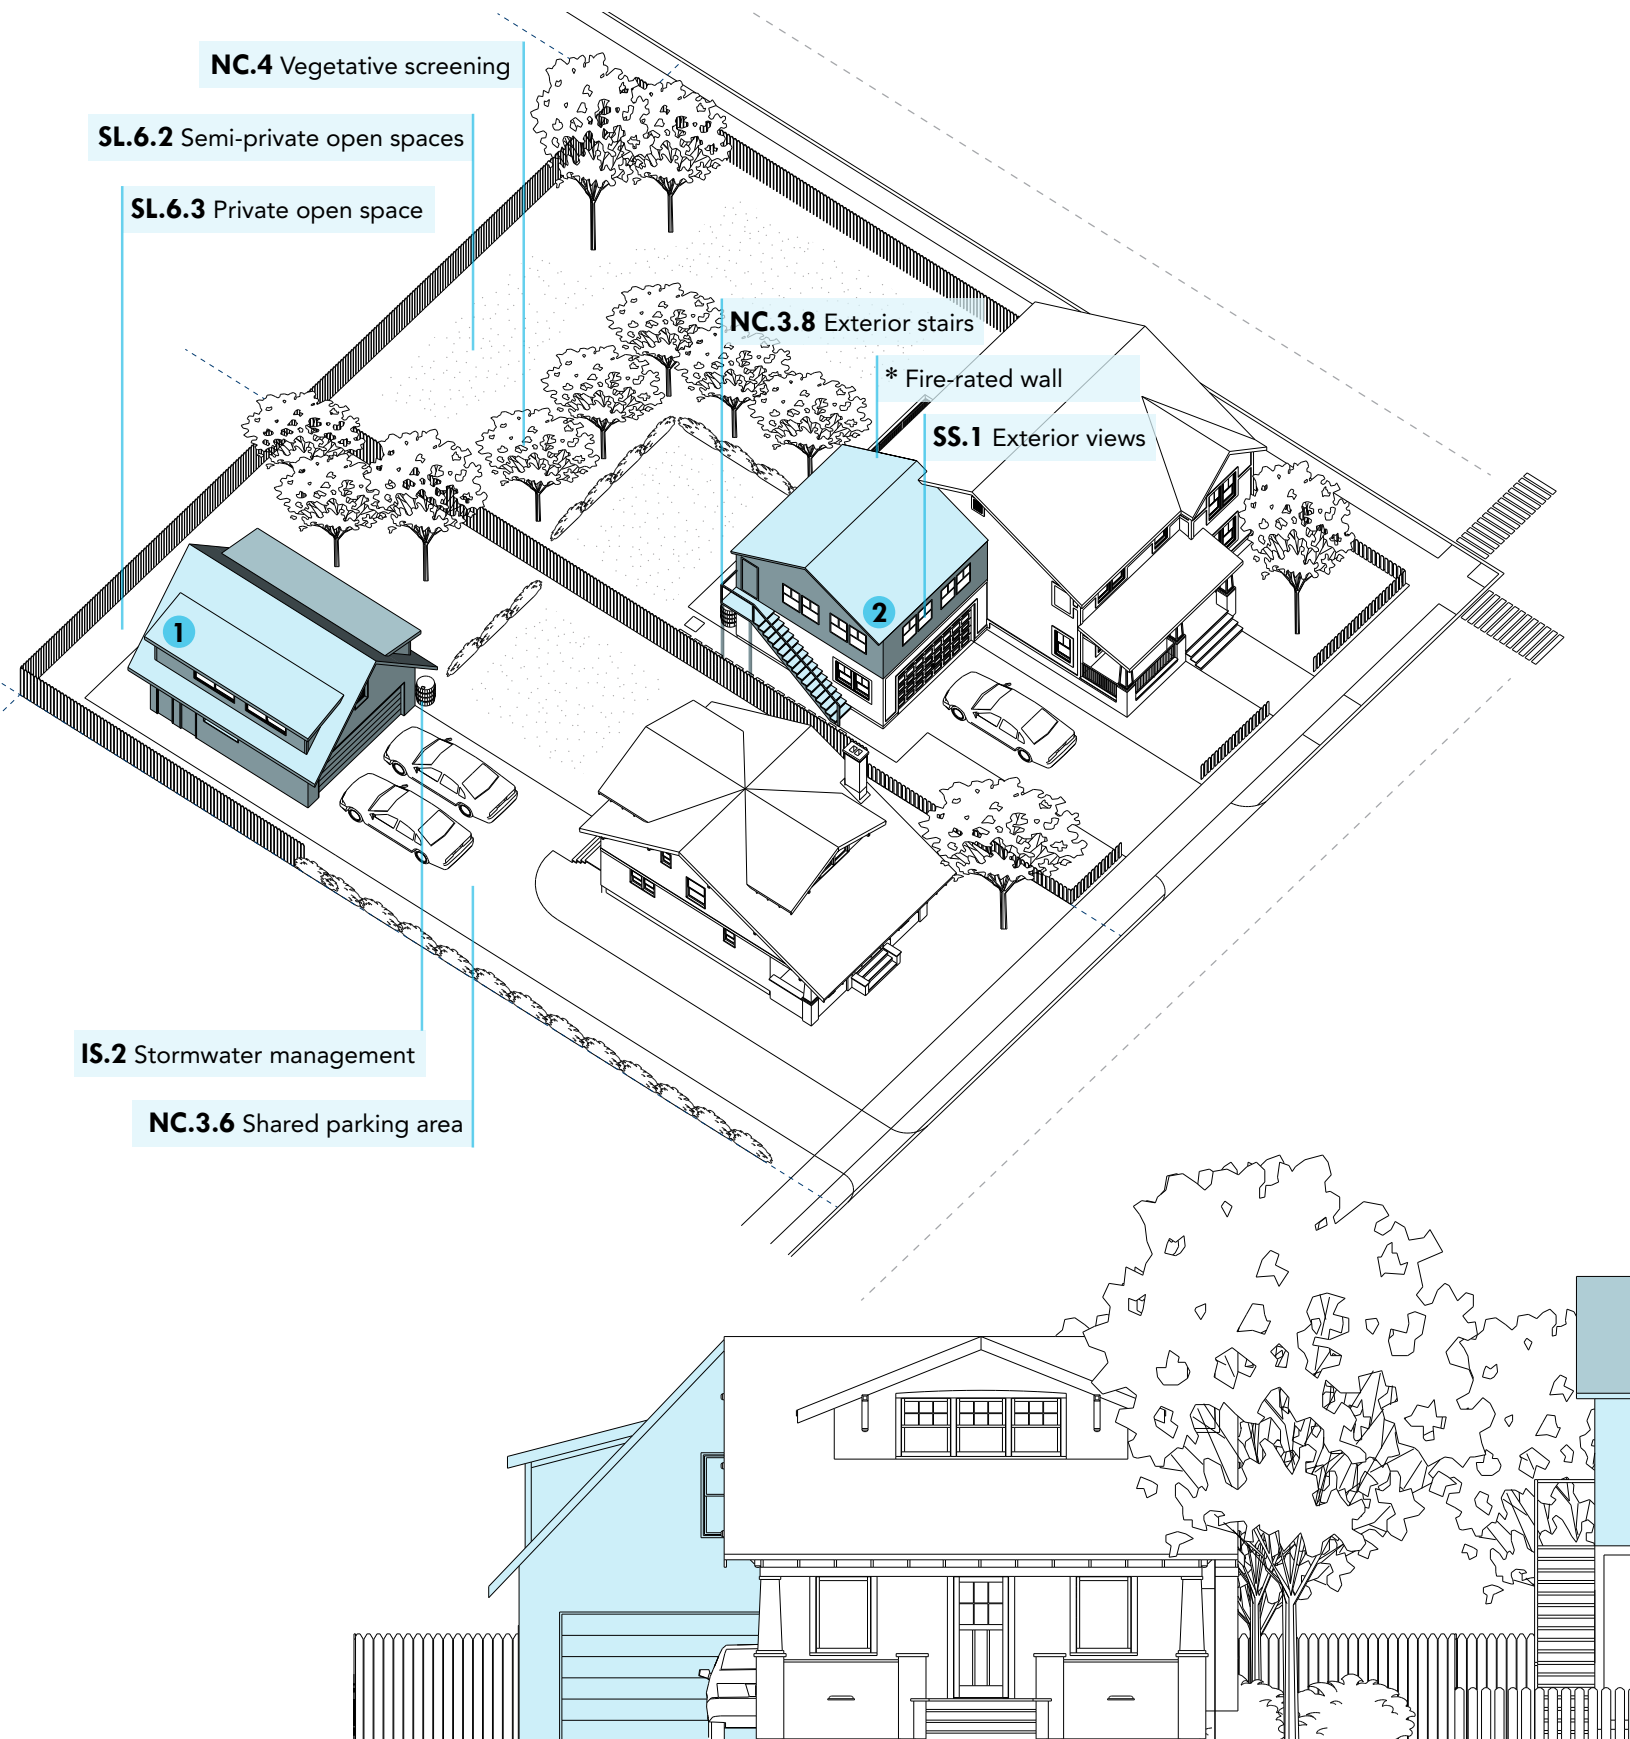 NC.4 Vegetative screening
SL.6.2 Semi-private open spaces
SL.6.3 Private open space
NC.3.8 Exterior stairs
* Fire-rated wall
SS.1 Exterior views
1
2
IS.2 Stormwater management
NC.3.6 Shared parking area